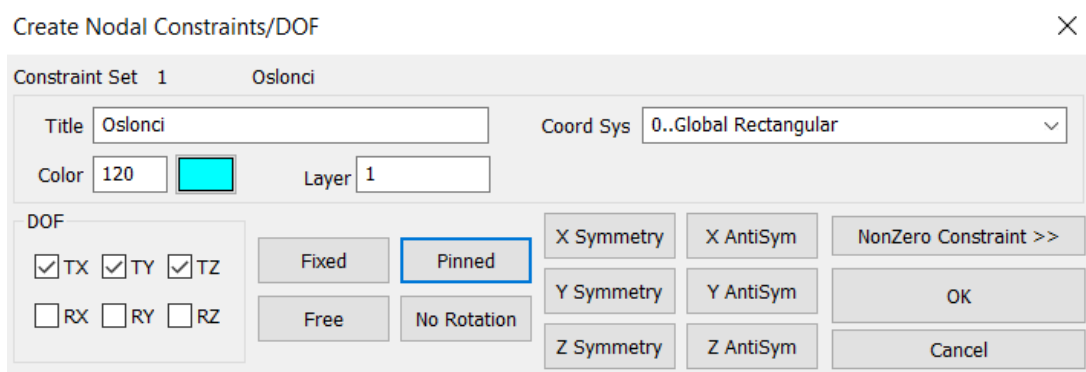 Create Nodal Constraints/DOF
Constraint Set 1 Oslonci
Title Oslonci Coord Sys 0..Global Rectangular
Color 120 Layer 1
DOF
TX TY TZ
RX RY RZ
Fixed Pinned
Free No Rotation
X Symmetry X AntiSym NonZero Constraint >>
Y Symmetry Y AntiSym OK
Z Symmetry Z AntiSym Cancel